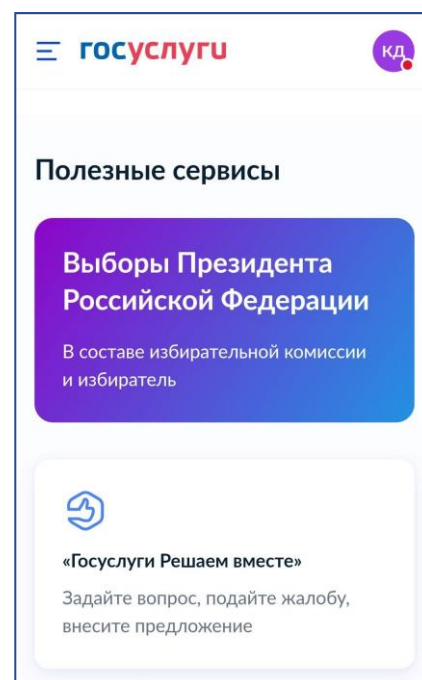 госуслуги
КД
Полезные сервисы
Выборы Президента
Российской Федерации
В составе избирательной комиссии
и избиратель
«Госуслуги Решаем вместе»
Задайте вопрос, подайте жалобу,
внесите предложение